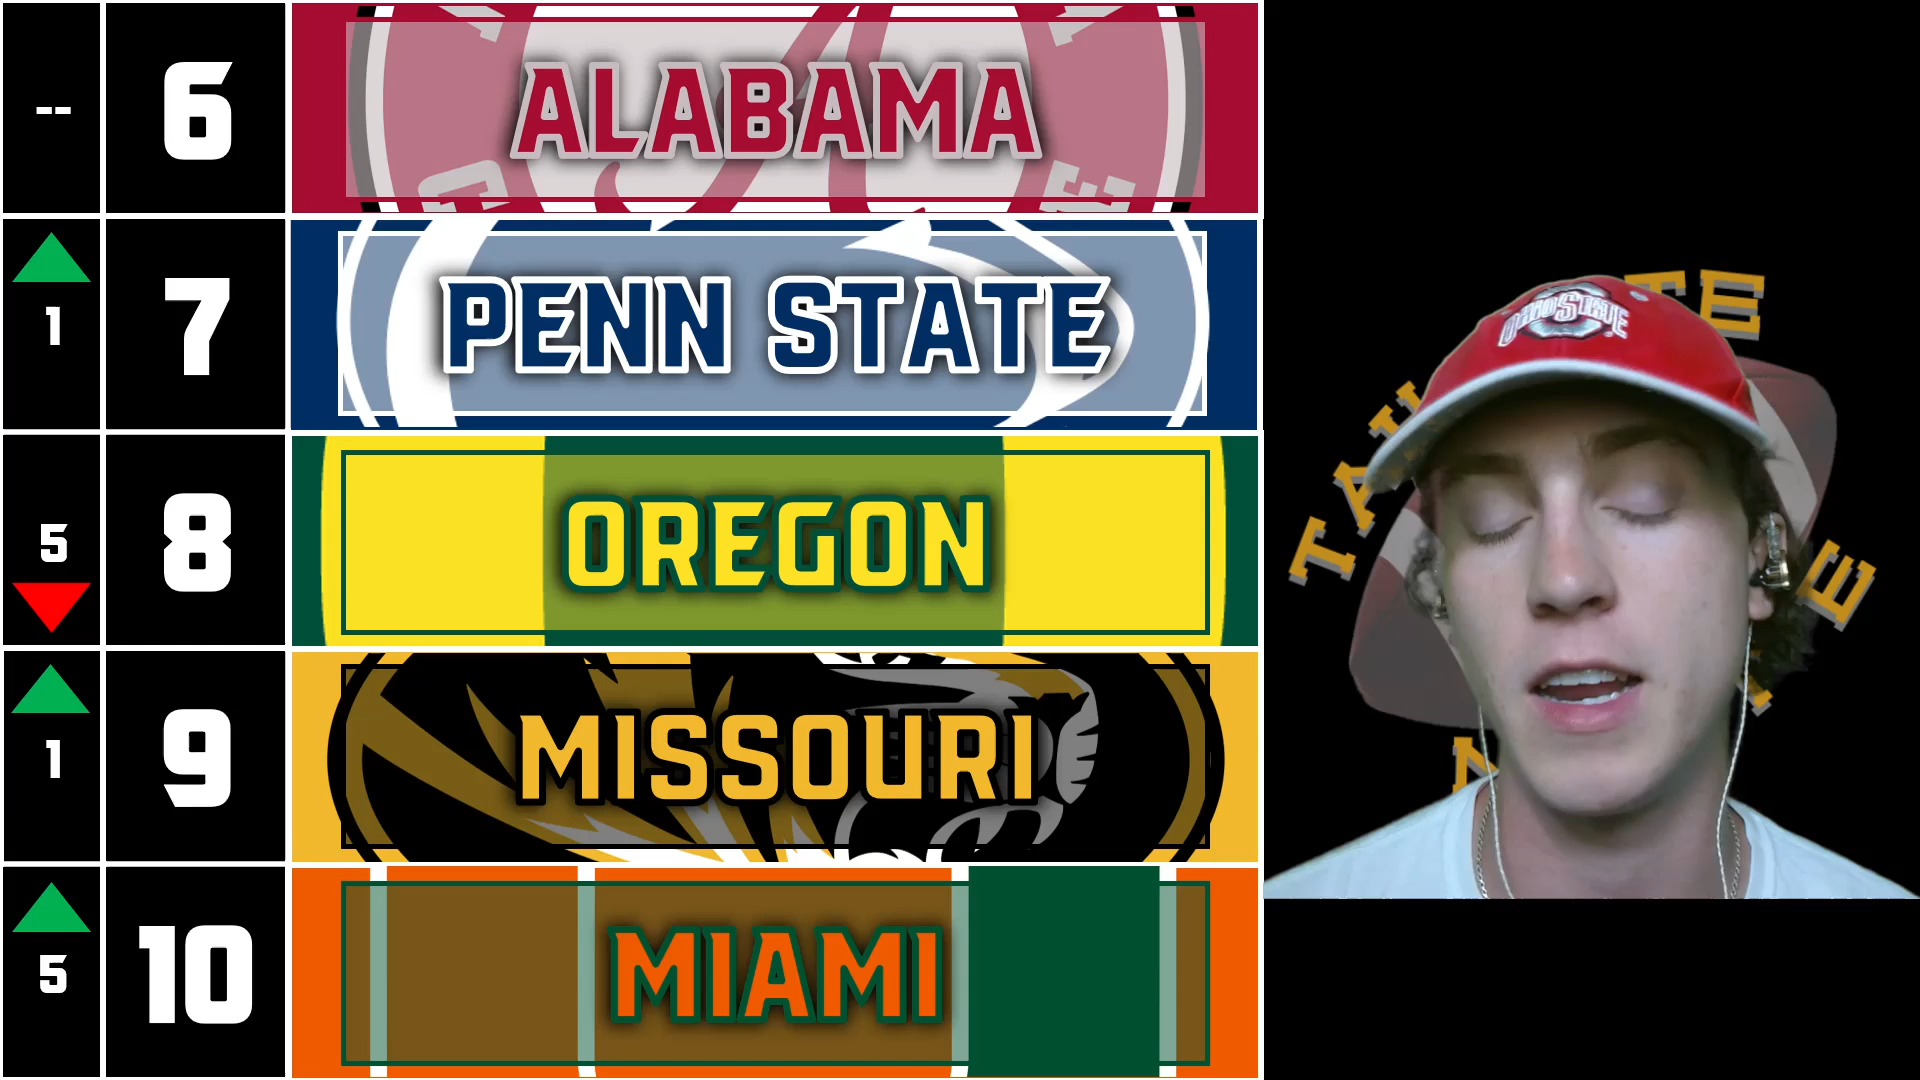 --
6
ALABAMA
1
7
PENN STATE
5
8
OREGON
1
9
MISSOURI
5
10
MIAMI
OHIO STATE